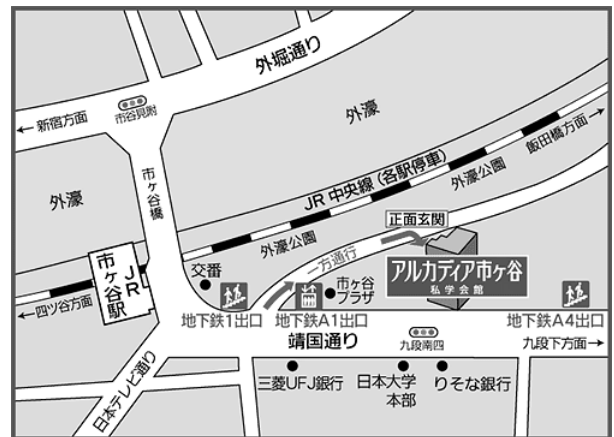 外堀通り
←新宿方面
市谷見附
外濠
飯田橋方面→
市ヶ谷橋
外濠
JR 中央線 (各駅停車)
外濠公園
正面玄関
外濠公園
一方通行
アルカディア市ヶ谷
私学会館
JR
市ヶ谷駅
交番
市ヶ谷
プラザ
←四ツ谷方面
地下鉄1出口
地下鉄A1出口
地下鉄A4出口
靖国通り
九段南四
九段下方面→
日本テレビ通り
三菱UFJ銀行
日本大学
本部
りそな銀行